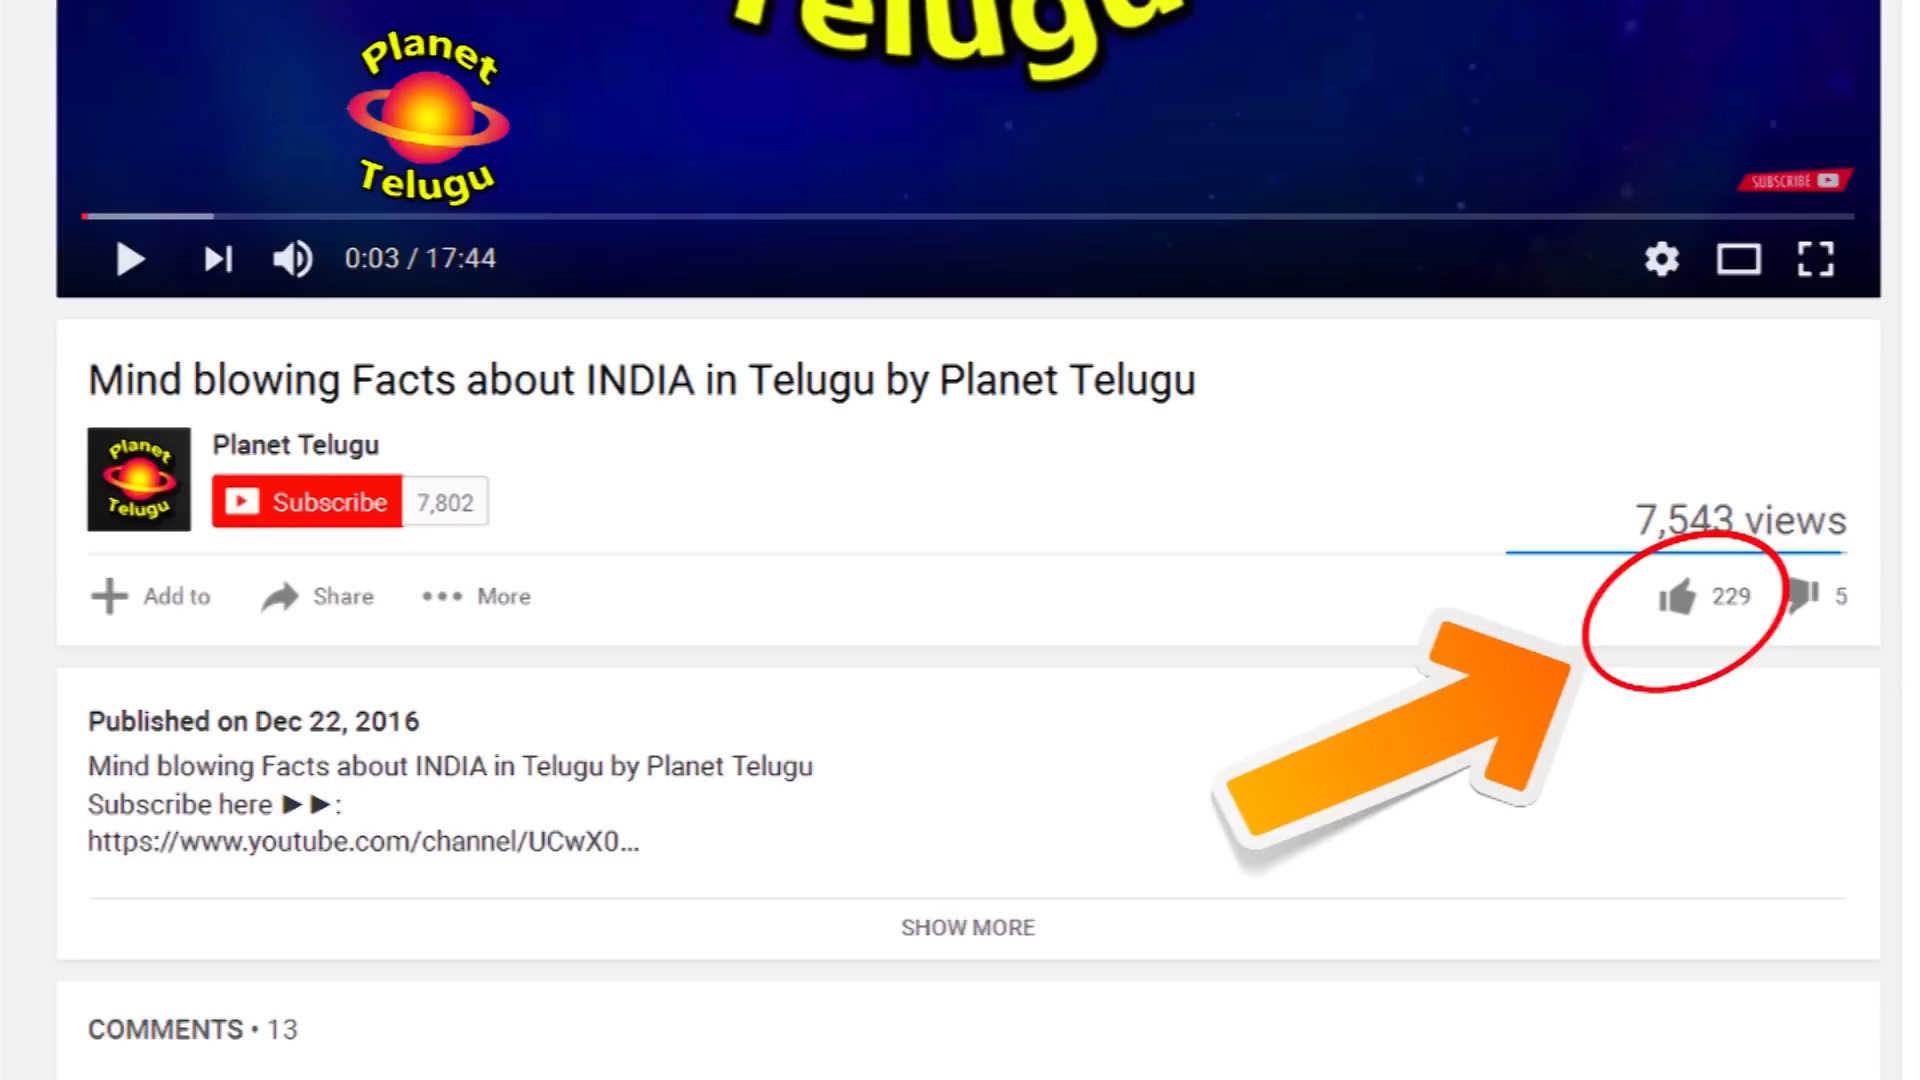 Telugu
Planet
Telugu
SUBSCRIBE
0:03 / 17:44
Mind blowing Facts about INDIA in Telugu by Planet Telugu
Planet
Telugu
Planet Telugu
Subscribe 7,802
7,543 views
Add to Share More 229 5
Published on Dec 22, 2016
Mind blowing Facts about INDIA in Telugu by Planet Telugu
Subscribe here ►►:
https://www.youtube.com/channel/UCwX0...
SHOW MORE
COMMENTS • 13